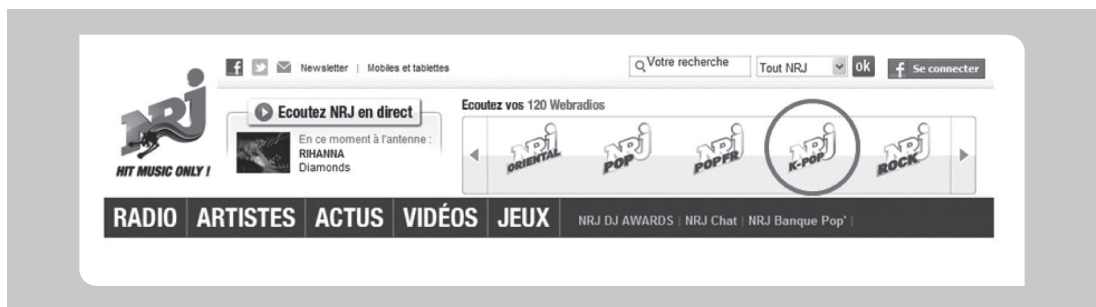 f Newsletter | Mobiles et tablettes
Votre recherche
Tout NRJ
ok
f Se connecter
NRJ
HIT MUSIC ONLY !
Ecoutez NRJ en direct
En ce moment à l'antenne :
RIHANNA
Diamonds
Ecoutez vos 120 Webradios
NRJ ORIENTAL
NRJ POP
NRJ POP FR
NRJ K-POP
NRJ ROCK
RADIO ARTISTES ACTUS VIDÉOS JEUX NRJ DJ AWARDS | NRJ Chat | NRJ Banque Pop' |